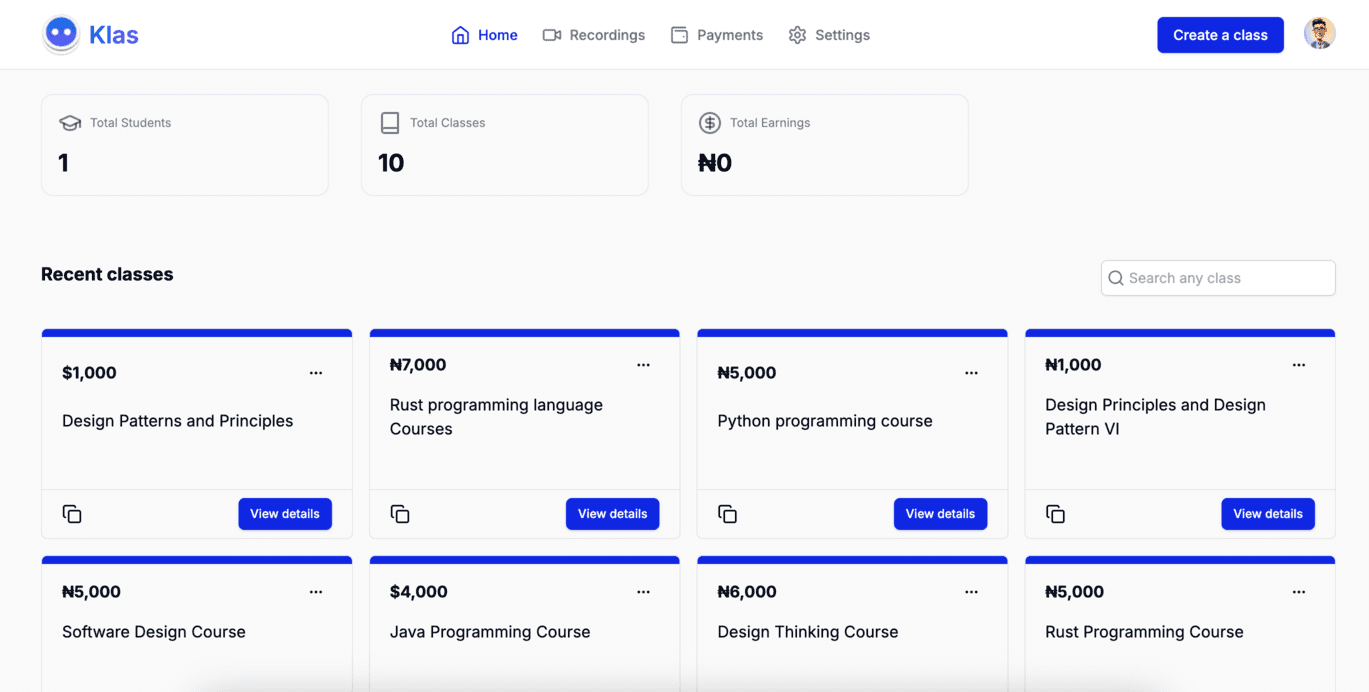 Klas
Home
Recordings
Payments
Settings
Create a class
Total Students
1
Total Classes
10
Total Earnings
₦0
Recent classes
Search any class
$1,000
Design Patterns and Principles
View details
₦7,000
Rust programming language
Courses
View details
₦5,000
Python programming course
View details
₦1,000
Design Principles and Design
Pattern VI
View details
₦5,000
Software Design Course
$4,000
Java Programming Course
₦6,000
Design Thinking Course
₦5,000
Rust Programming Course